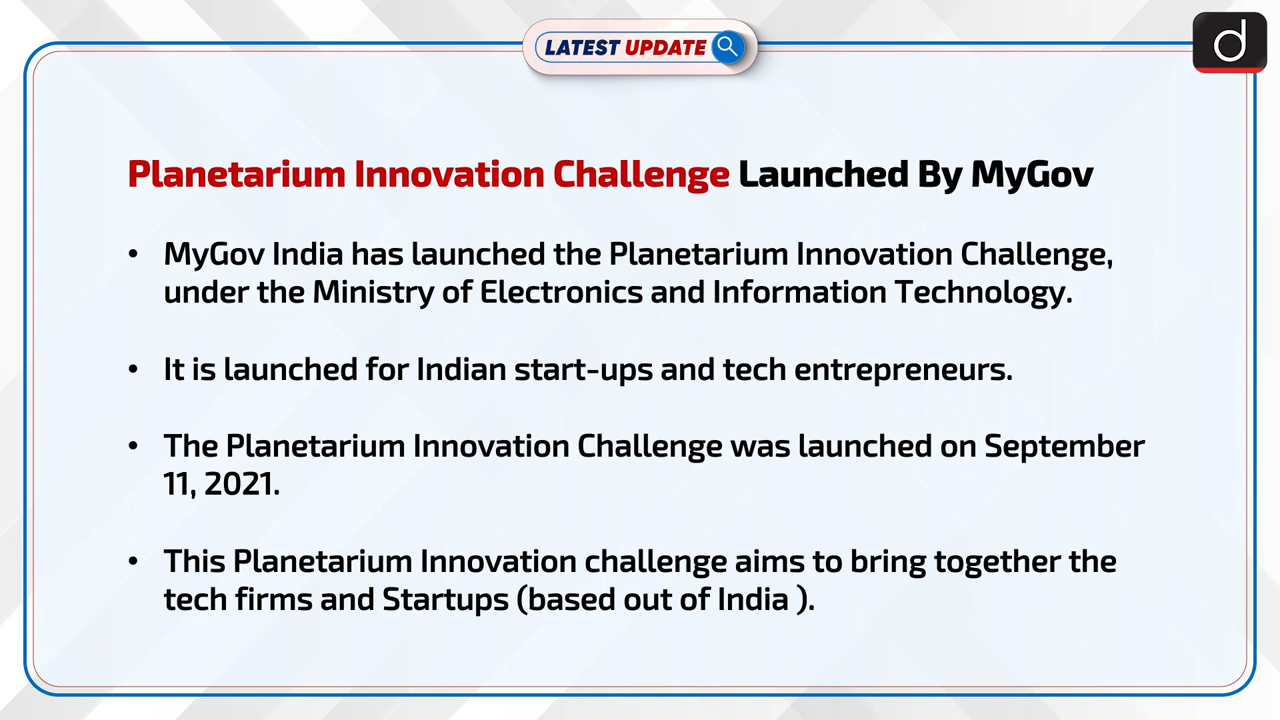 LATEST UPDATE
d
Planetarium Innovation Challenge Launched By MyGov
• MyGov India has launched the Planetarium Innovation Challenge,
under the Ministry of Electronics and Information Technology.
• It is launched for Indian start-ups and tech entrepreneurs.
• The Planetarium Innovation Challenge was launched on September
11, 2021.
• This Planetarium Innovation challenge aims to bring together the
tech firms and Startups (based out of India ).